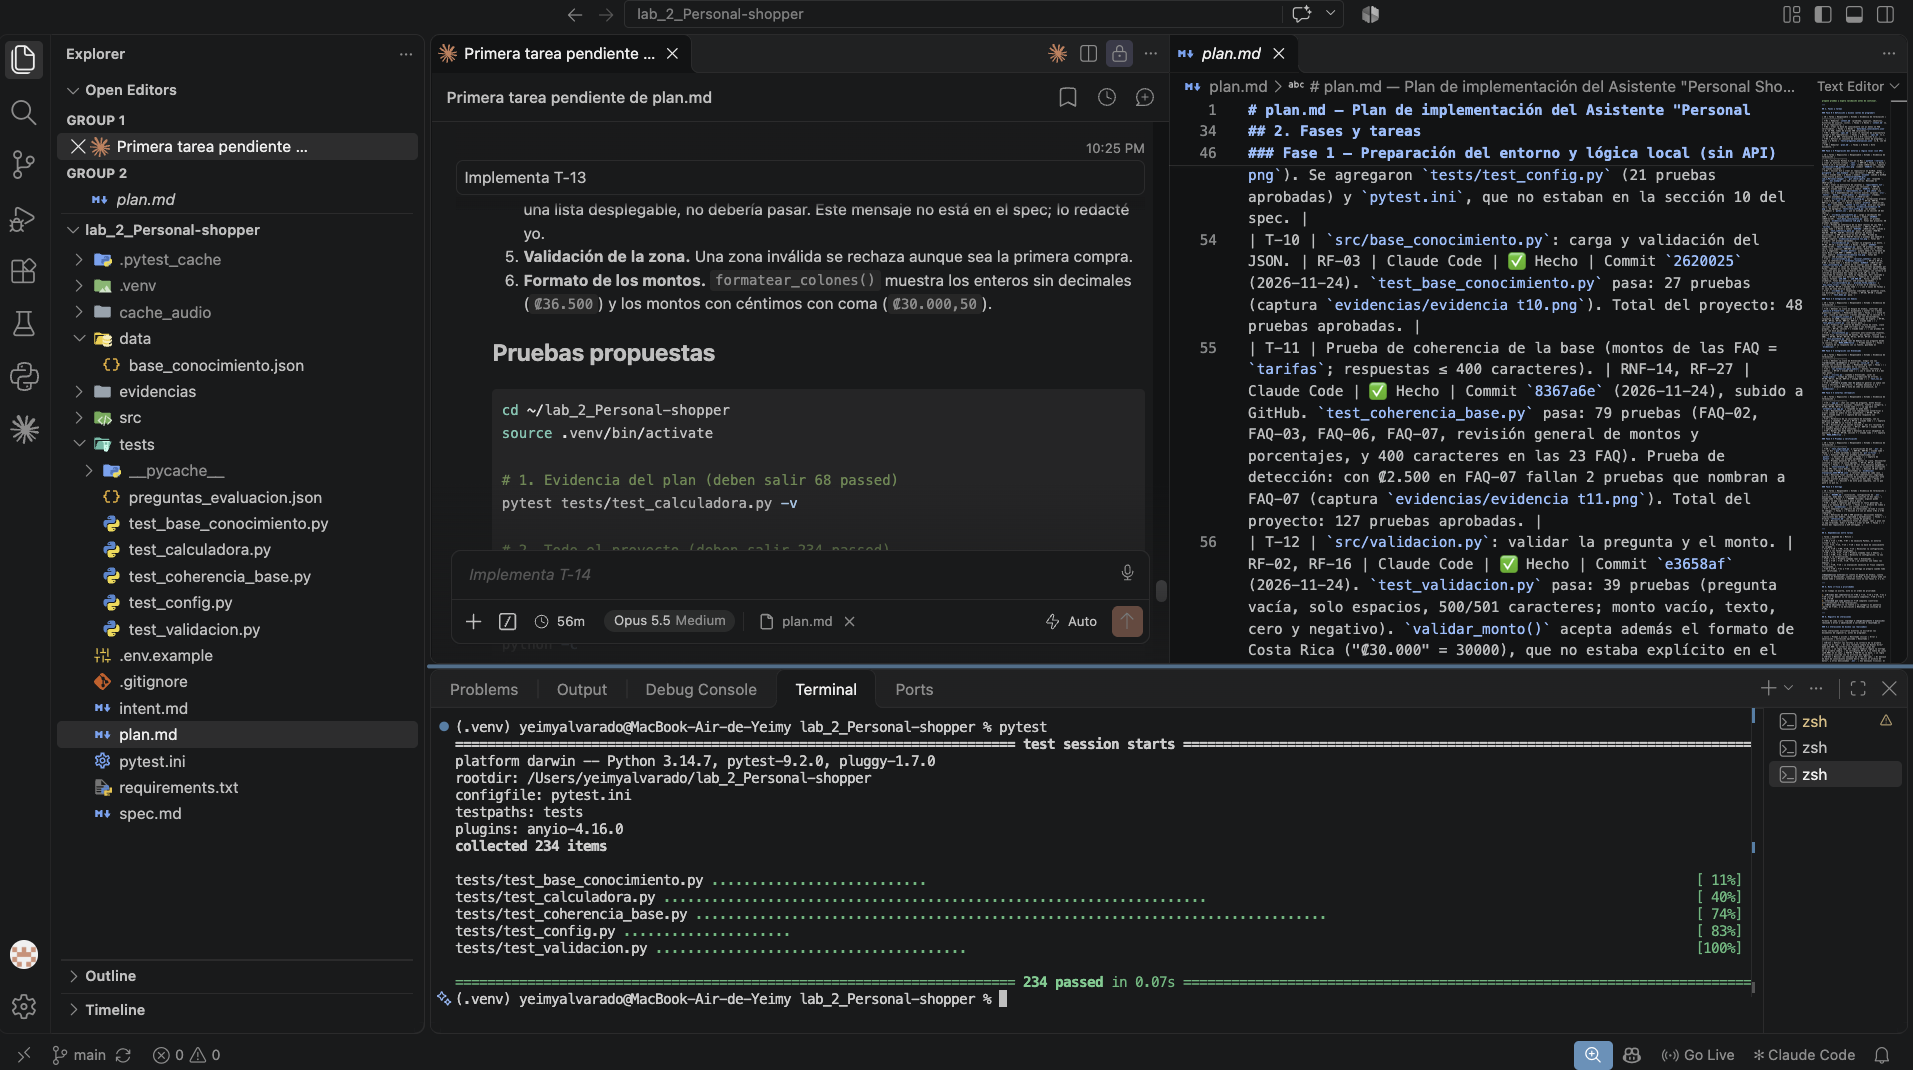 lab_2_Personal-shopper
Explorer
Open Editors
GROUP 1
Primera tarea pendiente ...
GROUP 2
plan.md
lab_2_Personal-shopper
.pytest_cache
.venv
cache_audio
data
base_conocimiento.json
evidencias
src
tests
__pycache__
preguntas_evaluacion.json
test_base_conocimiento.py
test_calculadora.py
test_coherencia_base.py
test_config.py
test_validacion.py
.env.example
.gitignore
intent.md
plan.md
pytest.ini
requirements.txt
spec.md
Outline
Timeline
Primera tarea pendiente ...
Primera tarea pendiente de plan.md
10:25 PM
Implementa T-13
una lista desplegable, no debería pasar. Este mensaje no está en el spec; lo redacté
yo.
5. Validación de la zona. Una zona inválida se rechaza aunque sea la primera compra.
6. Formato de los montos. formatear_colones() muestra los enteros sin decimales
(₡36.500) y los montos con céntimos con coma (₡30.000,50).
Pruebas propuestas
cd ~/lab_2_Personal-shopper
source .venv/bin/activate
# 1. Evidencia del plan (deben salir 68 passed)
pytest tests/test_calculadora.py -v
# 2. Todo el proyecto (deben salir 234 passed)
Implementa T-14
56m
Opus 5.5 Medium
plan.md
Auto
python -c
plan.md
plan.md > abc # plan.md — Plan de implementación del Asistente "Personal Sho...
Text Editor
1 # plan.md — Plan de implementación del Asistente "Personal
34 ## 2. Fases y tareas
46 ### Fase 1 — Preparación del entorno y lógica local (sin API)
png`). Se agregaron `tests/test_config.py` (21 pruebas
aprobadas) y `pytest.ini`, que no estaban en la sección 10 del
spec. |
54 | T-10 | `src/base_conocimiento.py`: carga y validación del
JSON. | RF-03 | Claude Code | ✅ Hecho | Commit `2620025`
(2026-11-24). `test_base_conocimiento.py` pasa: 27 pruebas
(captura `evidencias/evidencia t10.png`). Total del proyecto: 48
pruebas aprobadas. |
55 | T-11 | Prueba de coherencia de la base (montos de las FAQ =
`tarifas`; respuestas ≤ 400 caracteres). | RNF-14, RF-27 |
Claude Code | ✅ Hecho | Commit `8367a6e` (2026-11-24), subido a
GitHub. `test_coherencia_base.py` pasa: 79 pruebas (FAQ-02,
FAQ-03, FAQ-06, FAQ-07, revisión general de montos y
porcentajes, y 400 caracteres en las 23 FAQ). Prueba de
detección: con ₡2.500 en FAQ-07 fallan 2 pruebas que nombran a
FAQ-07 (captura `evidencias/evidencia t11.png`). Total del
proyecto: 127 pruebas aprobadas. |
56 | T-12 | `src/validacion.py`: validar la pregunta y el monto. |
RF-02, RF-16 | Claude Code | ✅ Hecho | Commit `e3658af`
(2026-11-24). `test_validacion.py` pasa: 39 pruebas (pregunta
vacía, solo espacios, 500/501 caracteres; monto vacío, texto,
cero y negativo). `validar_monto()` acepta además el formato de
Costa Rica ("₡30.000" = 30000), que no estaba explícito en el
Problems
Output
Debug Console
Terminal
Ports
(.venv) yeimyalvarado@MacBook-Air-de-Yeimy lab_2_Personal-shopper % pytest
test session starts
platform darwin -- Python 3.14.7, pytest-9.2.0, pluggy-1.7.0
rootdir: /Users/yeimyalvarado/lab_2_Personal-shopper
configfile: pytest.ini
testpaths: tests
plugins: anyio-4.16.0
collected 234 items
tests/test_base_conocimiento.py ........................... [ 11%]
tests/test_calculadora.py .................................................................... [ 40%]
tests/test_coherencia_base.py ............................................................................... [ 74%]
tests/test_config.py ..................... [ 83%]
tests/test_validacion.py ....................................... [100%]
234 passed in 0.07s
(.venv) yeimyalvarado@MacBook-Air-de-Yeimy lab_2_Personal-shopper %
zsh
zsh
zsh
main
0
0
Go Live
Claude Code